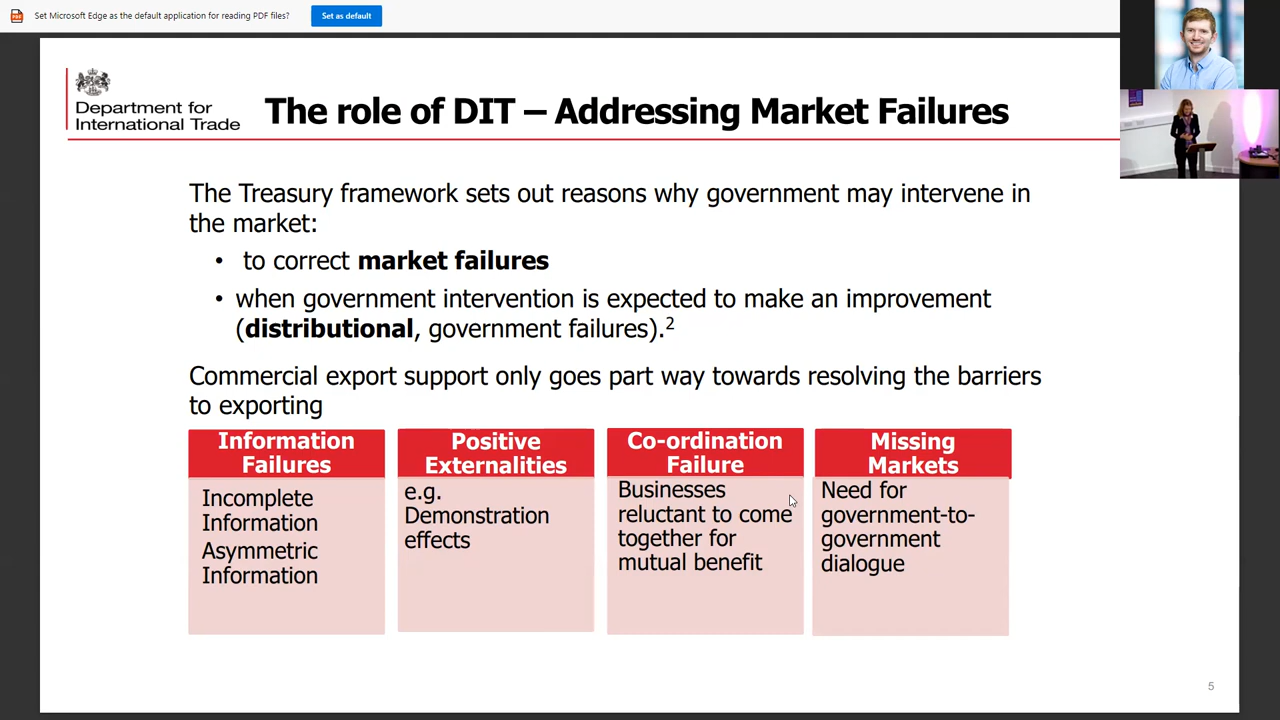 Set Microsoft Edge as the default application for reading PDF files?
Set as default
Department for
International Trade
The role of DIT – Addressing Market Failures
The Treasury framework sets out reasons why government may intervene in
the market:
• to correct market failures
• when government intervention is expected to make an improvement
(distributional, government failures).²
Commercial export support only goes part way towards resolving the barriers
to exporting
Information
Failures
Incomplete
Information
Asymmetric
Information
Positive
Externalities
e.g.
Demonstration
effects
Co-ordination
Failure
Businesses
reluctant to come
together for
mutual benefit
Missing
Markets
Need for
government-to-
government
dialogue
5